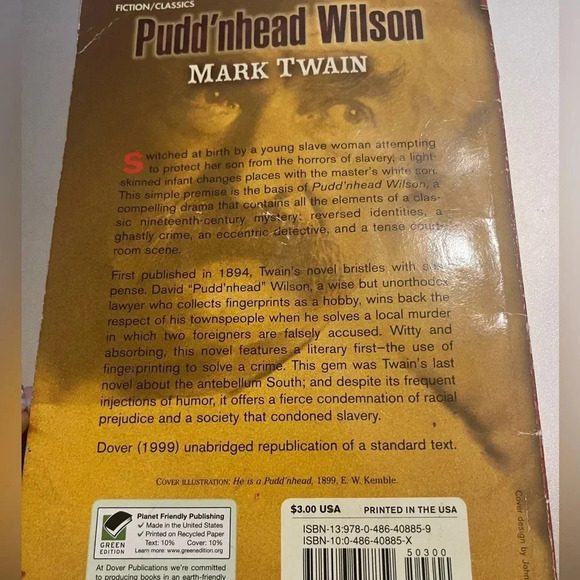 FICTION/CLASSICS
Pudd'nhead Wilson
MARK TWAIN
Switched at birth by a young slave woman attempting
to protect her son from the horrors of slavery, a light-
skinned infant changes places with the master's white son.
This simple premise is the basis of Pudd'nhead Wilson, a
compelling drama that contains all the elements of a clas-
sic nineteenth-century mystery: reversed identities, a
ghastly crime, an eccentric detective, and a tense court-
room scene.
First published in 1894, Twain's novel bristles with sus-
pense. David "Pudd'nhead" Wilson, a wise but unorthodox
lawyer who collects fingerprints as a hobby, wins back the
respect of his townspeople when he solves a local murder
in which two foreigners are falsely accused. Witty and
absorbing, this novel features a literary first—the use of
fingerprinting to solve a crime. This gem was Twain's last
novel about the antebellum South; and despite its frequent
injections of humor, it offers a fierce condemnation of racial
prejudice and a society that condoned slavery.
Dover (1999) unabridged republication of a standard text.
COVER ILLUSTRATION: He is a Pudd'nhead, 1899, E. W. Kemble.
GREEN
EDITION
Planet Friendly Publishing
✓ Made in the United States
✓ Printed on Recycled Paper
Text: 10% Cover: 10%
Learn more: www.greenedition.org
At Dover Publications we're committed
to producing books in an earth-friendly
$3.00 USA PRINTED IN THE USA
ISBN-13:978-0-486-40885-9
ISBN-10:0-486-40885-X
50300
Cover design by John